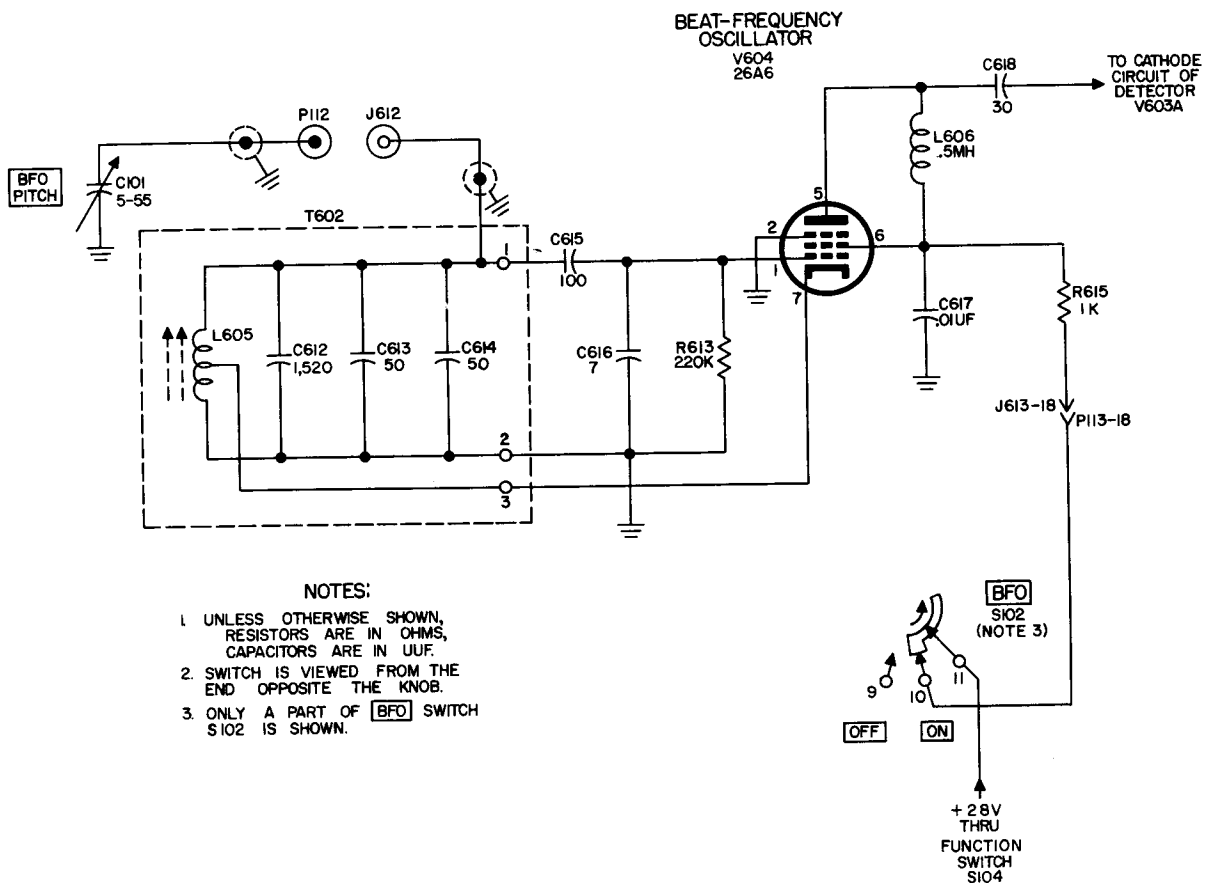 BEAT-FREQUENCY
OSCILLATOR
V604
26A6
C618
30
TO CATHODE
CIRCUIT OF
DETECTOR
V603A
P112
J612
L606
.5MH
BFO
PITCH
C101
5-55
T602
5
2
6
1
7
1
C615
100
R615
1K
C617
.01UF
L605
C612
1,520
C613
50
C614
50
C616
7
R613
220K
J613-18
P113-18
2
3
NOTES:
1. UNLESS OTHERWISE SHOWN,
RESISTORS ARE IN OHMS,
CAPACITORS ARE IN UUF.
2. SWITCH IS VIEWED FROM THE
END OPPOSITE THE KNOB.
3. ONLY A PART OF BFO SWITCH
S102 IS SHOWN.
BFO
S102
(NOTE 3)
9
10
11
OFF
ON
+28V
THRU
FUNCTION
SWITCH
S104